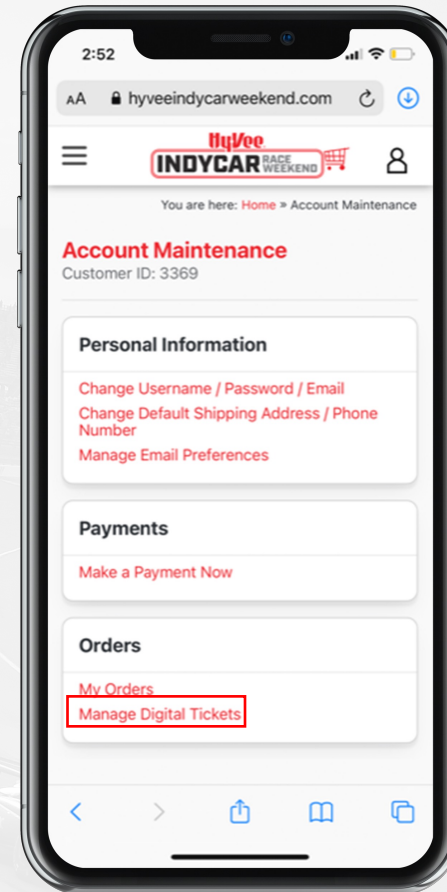 2:52
AA hyveeindycarweekend.com
HyVee
INDYCAR RACE WEEKEND
You are here: Home » Account Maintenance
Account Maintenance
Customer ID: 3369
Personal Information
Change Username / Password / Email
Change Default Shipping Address / Phone
Number
Manage Email Preferences
Payments
Make a Payment Now
Orders
My Orders
Manage Digital Tickets